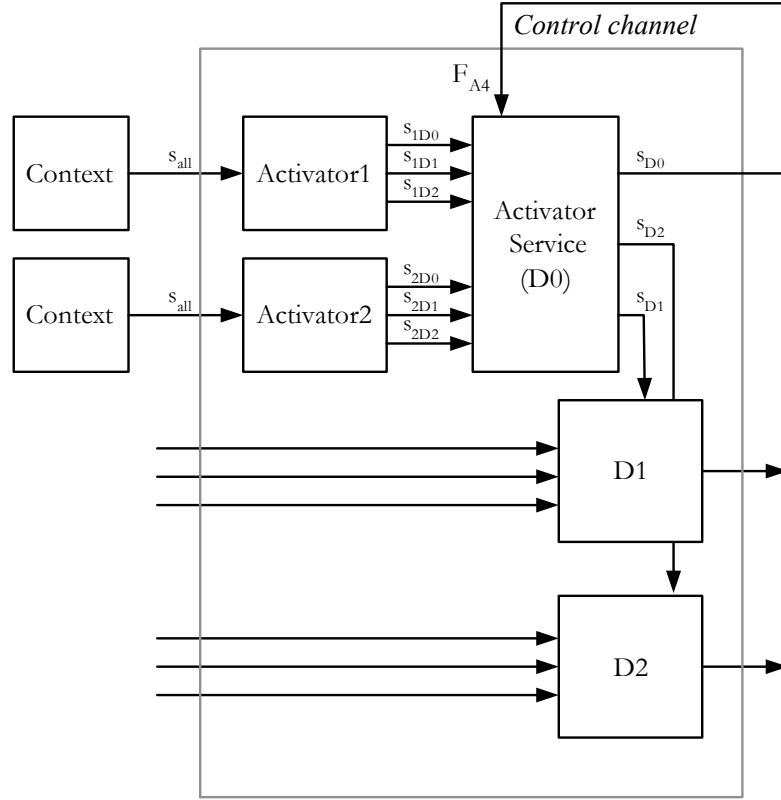 Control channel
F_A4
Context
s_all
Activator1
s_1D0
s_1D1
s_1D2
Activator
Service
(D0)
s_D0
s_D2
s_D1
Context
s_all
Activator2
s_2D0
s_2D1
s_2D2
D1
D2